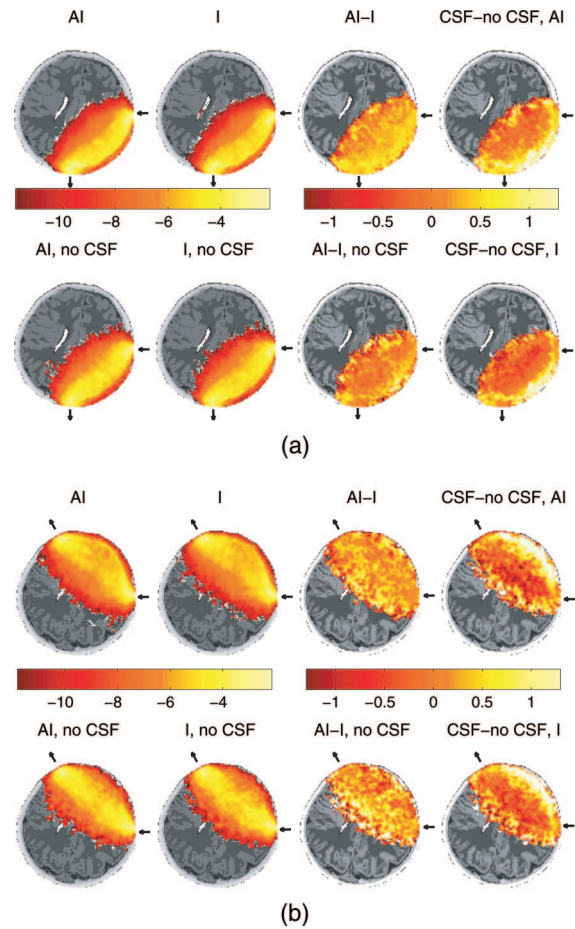 AI I AI–I CSF–no CSF, AI
−10 −8 −6 −4 −1 −0.5 0 0.5 1
AI, no CSF I, no CSF AI–I, no CSF CSF–no CSF, I
(a)
AI I AI–I CSF–no CSF, AI
−10 −8 −6 −4 −1 −0.5 0 0.5 1
AI, no CSF I, no CSF AI–I, no CSF CSF–no CSF, I
(b)